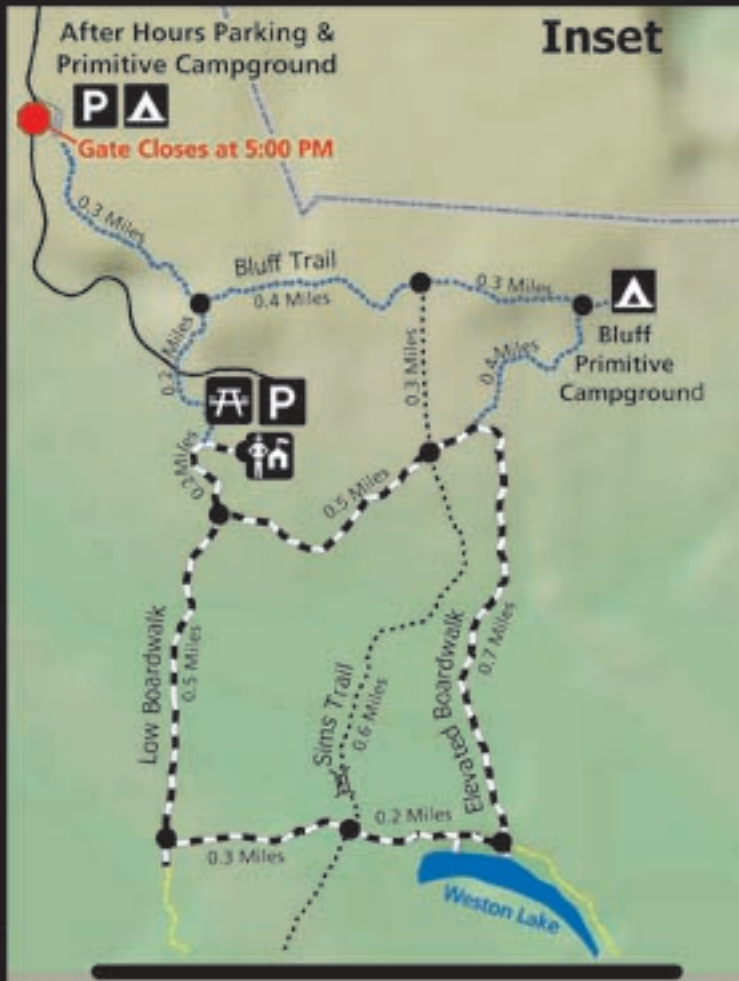 After Hours Parking &
Primitive Campground
Inset
P
Gate Closes at 5:00 PM
0.3 Miles
Bluff Trail
0.4 Miles
0.3 Miles
Bluff
Primitive
Campground
0.2 Miles
0.3 Miles
0.4 Miles
P
0.2 Miles
0.5 Miles
Low Boardwalk
0.5 Miles
Sims Trail
0.6 Miles
Elevated Boardwalk
0.7 Miles
0.3 Miles
0.2 Miles
Weston Lake